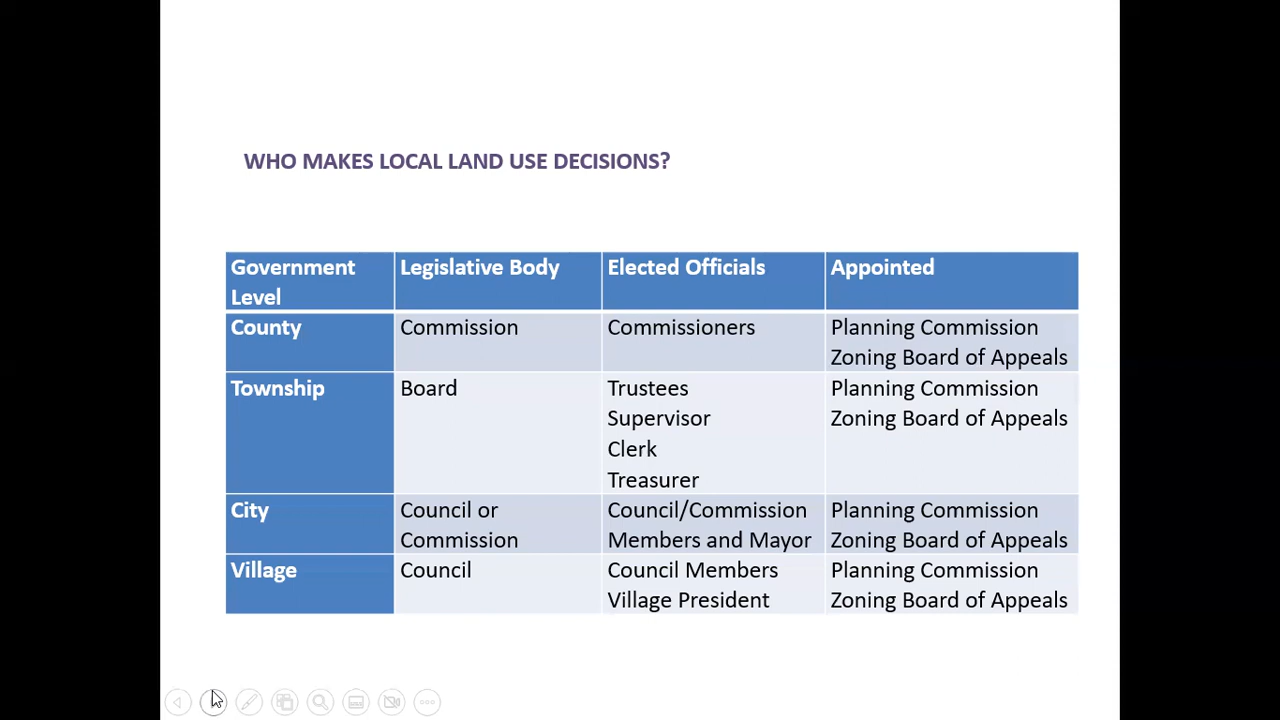 WHO MAKES LOCAL LAND USE DECISIONS?
Government Level
Legislative Body
Elected Officials
Appointed
County
Commission
Commissioners
Planning Commission
Zoning Board of Appeals
Township
Board
Trustees
Supervisor
Clerk
Treasurer
Planning Commission
Zoning Board of Appeals
City
Council or
Commission
Council/Commission
Members and Mayor
Planning Commission
Zoning Board of Appeals
Village
Council
Council Members
Village President
Planning Commission
Zoning Board of Appeals